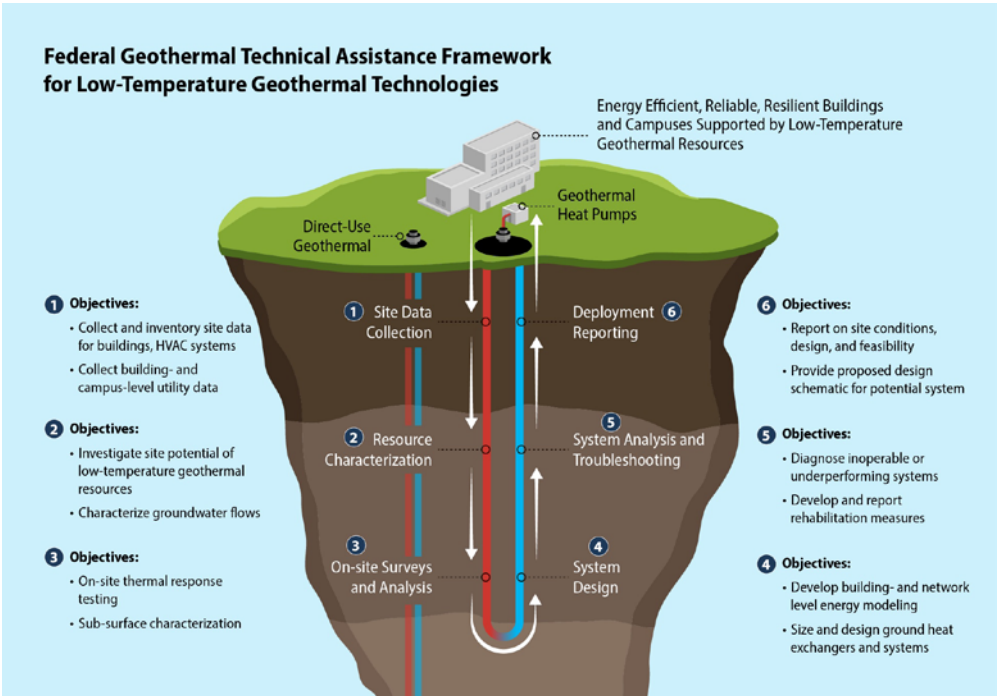 Federal Geothermal Technical Assistance Framework
for Low-Temperature Geothermal Technologies
Energy Efficient, Reliable, Resilient Buildings
and Campuses Supported by Low-Temperature
Geothermal Resources
Geothermal
Heat Pumps
Direct-Use
Geothermal
1 Objectives:
• Collect and inventory site data
for buildings, HVAC systems
• Collect building- and
campus-level utility data
2 Objectives:
• Investigate site potential of
low-temperature geothermal
resources
• Characterize groundwater flows
3 Objectives:
• On-site thermal response
testing
• Sub-surface characterization
1 Site Data
Collection
2 Resource
Characterization
3
On-site Surveys
and Analysis
Deployment 6
Reporting
5
System Analysis and
Troubleshooting
4
System
Design
6 Objectives:
• Report on site conditions,
design, and feasibility
• Provide proposed design
schematic for potential system
5 Objectives:
• Diagnose inoperable or
underperforming systems
• Develop and report
rehabilitation measures
4 Objectives:
• Develop building- and network
level energy modeling
• Size and design ground heat
exchangers and systems